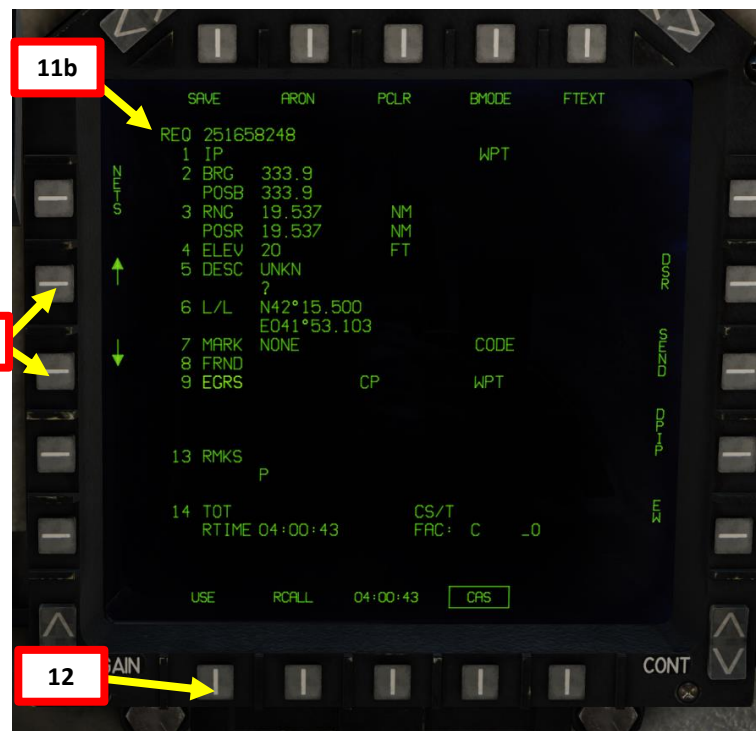 11b
SAVE ARON PCLR BMODE FTEXT
REQ 251658248
1 IP WPT
2 BRG 333.9
POSB 333.9
3 RNG 19.537 NM
POSR 19.537 NM
4 ELEV 20 FT
5 DESC UNKN
?
6 L/L N42°15.500
E041°53.103
7 MARK NONE CODE
8 FRND
9 EGRS CP WPT
13 RMKS
P
14 TOT CS/T
RTIME 04:00:43 FAC: C _0
NETS
DSR
SEND
DPIP
EW
USE RCALL 04:00:43 CAS
CONT
12